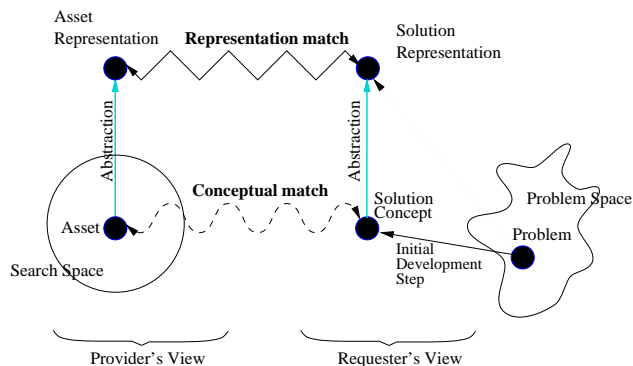 Asset
Representation
Representation match
Solution
Representation
Abstraction
Abstraction
Conceptual match
Asset
Search Space
Solution
Concept
Problem Space
Problem
Initial
Development
Step
Provider's View
Requester's View